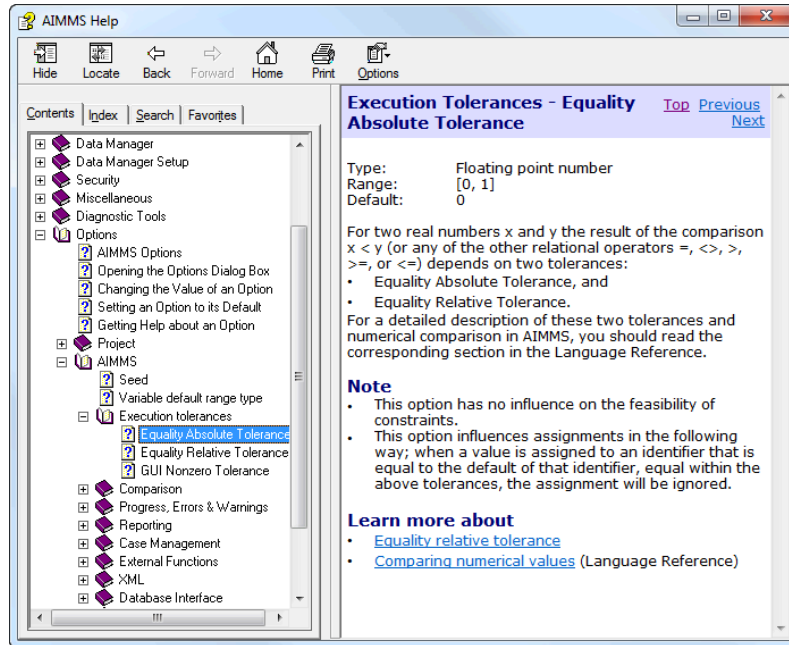 AIMMS Help
Hide Locate Back Forward Home Print Options
Contents Index Search Favorites
Data Manager
Data Manager Setup
Security
Miscellaneous
Diagnostic Tools
Options
AIMMS Options
Opening the Options Dialog Box
Changing the Value of an Option
Setting an Option to its Default
Getting Help about an Option
Project
AIMMS
Seed
Variable default range type
Execution tolerances
Equality Absolute Tolerance
Equality Relative Tolerance
GUI Nonzero Tolerance
Comparison
Progress, Errors & Warnings
Reporting
Case Management
External Functions
XML
Database Interface
Execution Tolerances - Equality
Absolute Tolerance
Top Previous
Next
Type: Floating point number
Range: [0, 1]
Default: 0
For two real numbers x and y the result of the comparison
x < y (or any of the other relational operators =, <>, >,
>=, or <=) depends on two tolerances:
• Equality Absolute Tolerance, and
• Equality Relative Tolerance.
For a detailed description of these two tolerances and
numerical comparison in AIMMS, you should read the
corresponding section in the Language Reference.
Note
• This option has no influence on the feasibility of
constraints.
• This option influences assignments in the following
way; when a value is assigned to an identifier that is
equal to the default of that identifier, equal within the
above tolerances, the assignment will be ignored.
Learn more about
• Equality relative tolerance
• Comparing numerical values (Language Reference)